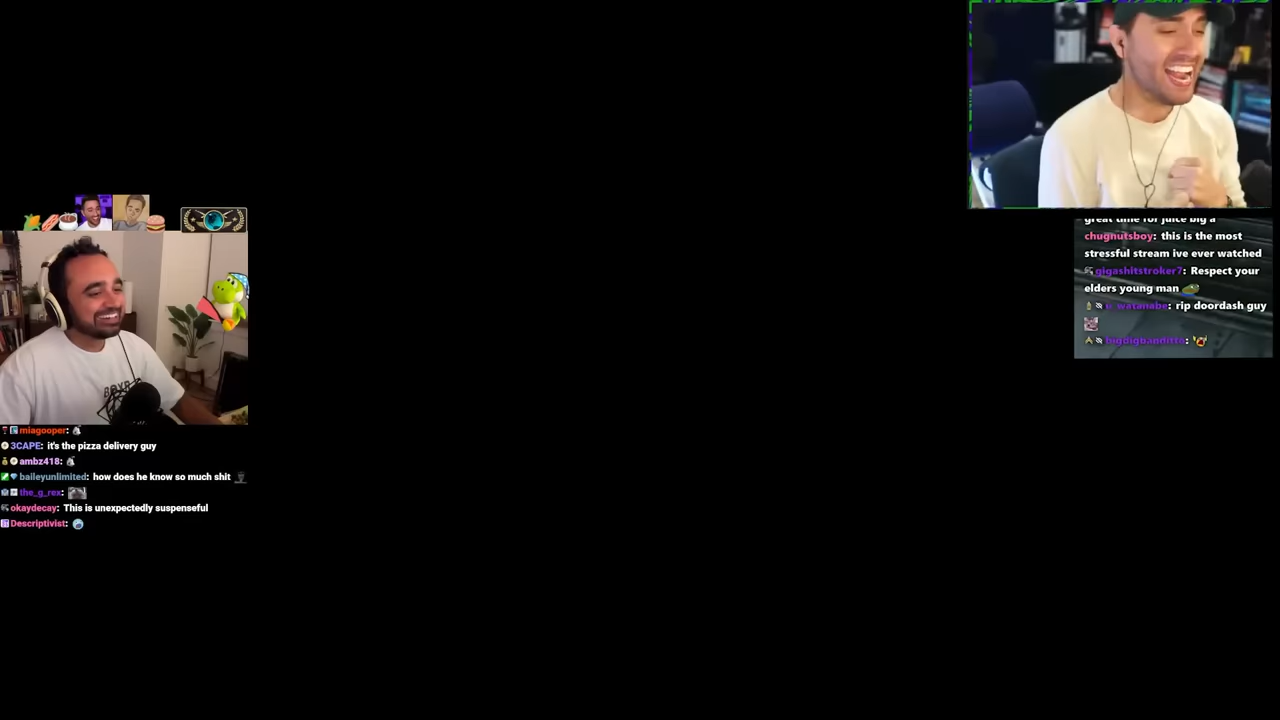 miagooper:
3CAPE: it's the pizza delivery guy
ambz418:
baileyunlimited: how does he know so much shit
the_g_rex:
okaydecay: This is unexpectedly suspenseful
Descriptivist:
great time for juice big a
chugnutsboy: this is the most
stressful stream ive ever watched
gigashitstroker7: Respect your
elders young man
u_watanabe: rip doordash guy
bigdigbanditto: